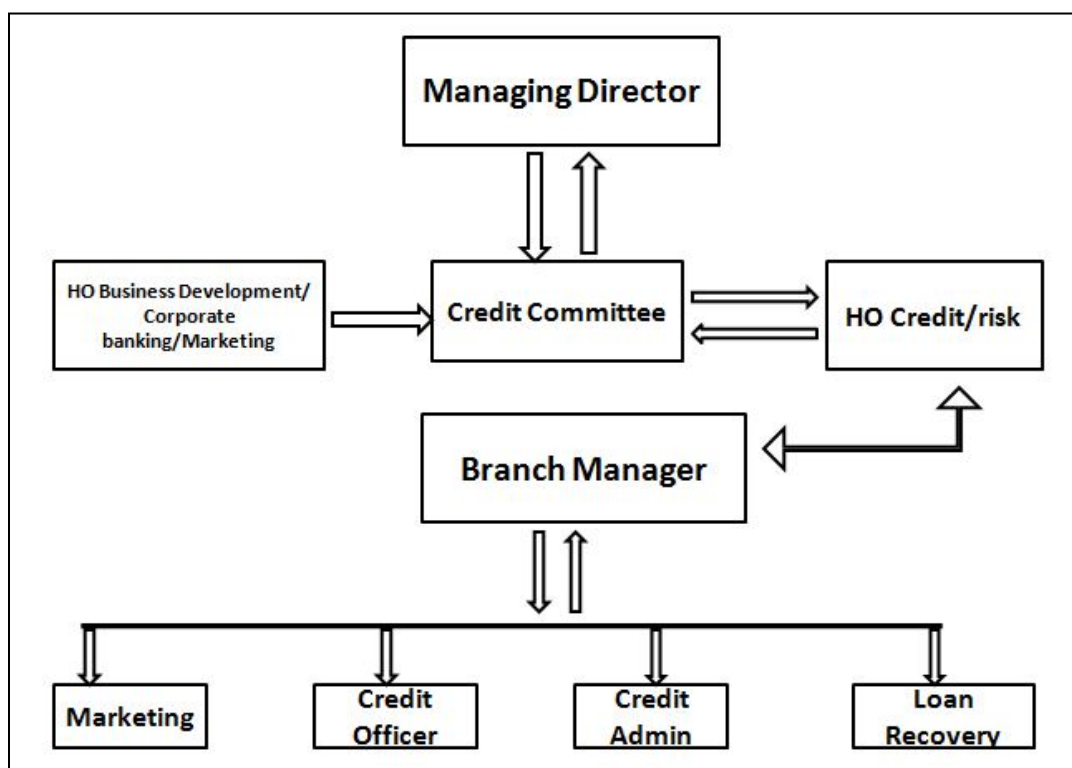 Managing Director
HO Business Development/
Corporate
banking/Marketing
Credit Committee
HO Credit/risk
Branch Manager
Marketing
Credit
Officer
Credit
Admin
Loan
Recovery